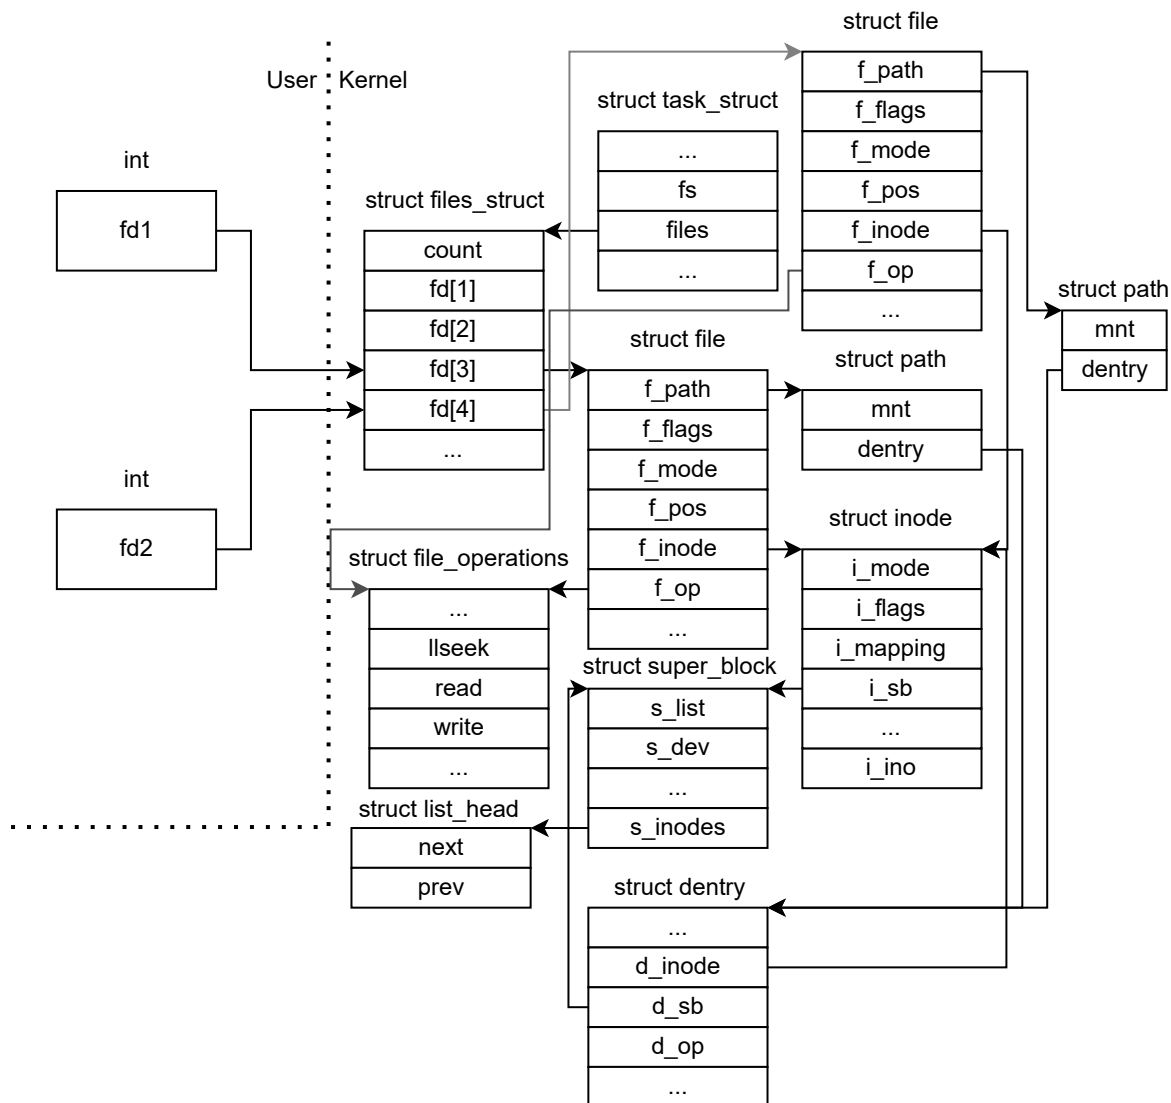 struct file
f_path
f_flags
f_mode
f_pos
f_inode
f_op
...
User
Kernel
struct task_struct
...
fs
files
...
int
fd1
struct files_struct
count
fd[1]
fd[2]
fd[3]
fd[4]
...
struct path
mnt
dentry
struct file
f_path
f_flags
f_mode
f_pos
f_inode
f_op
...
struct path
mnt
dentry
int
fd2
struct inode
i_mode
i_flags
i_mapping
i_sb
...
i_ino
struct file_operations
...
llseek
read
write
...
struct super_block
s_list
s_dev
...
s_inodes
struct list_head
next
prev
struct dentry
...
d_inode
d_sb
d_op
...